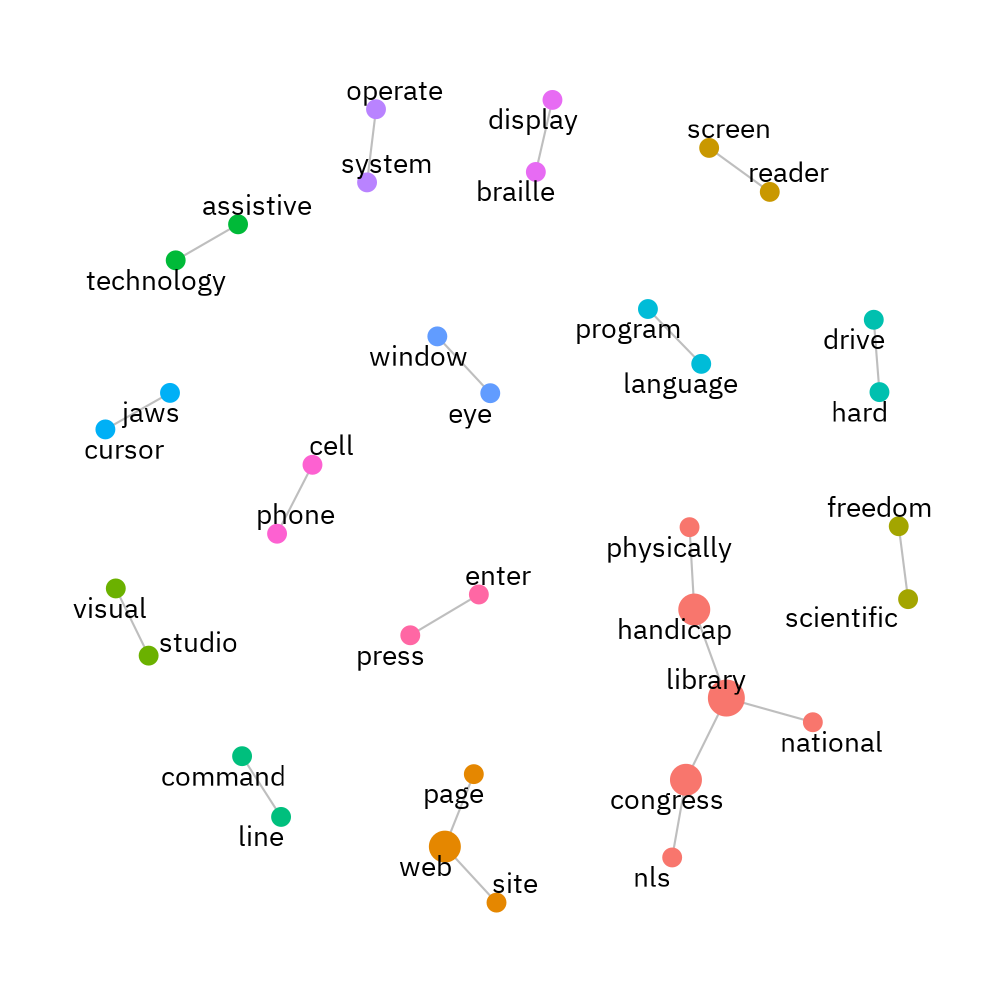 operate
display
screen
system
reader
braille
assistive
technology
program
drive
window
language
jaws
hard
eye
cell
cursor
freedom
phone
physically
enter
visual
scientific
handicap
studio
press
library
national
command
page
congress
line
web
nls
site